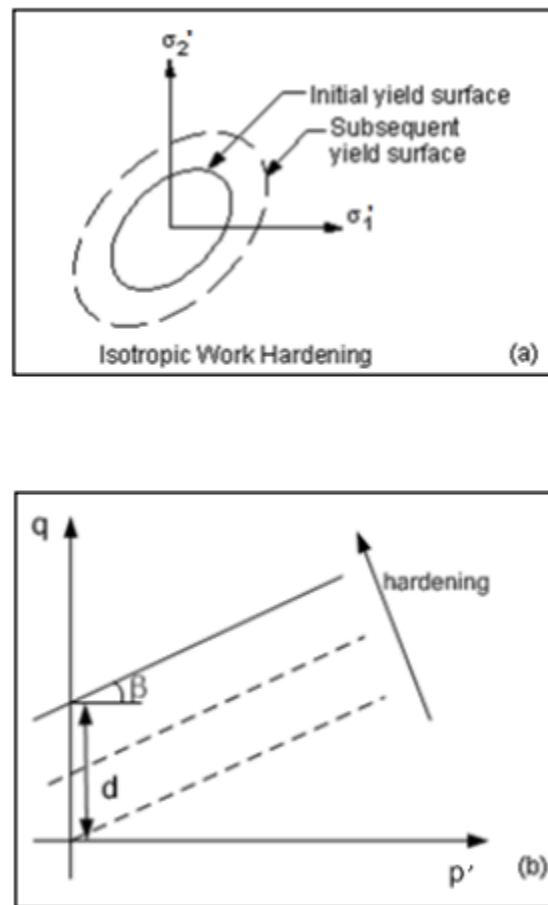 σ₂'
Initial yield surface
Subsequent
yield surface
σ₁'
Isotropic Work Hardening
(a)
q
hardening
β
d
p'
(b)